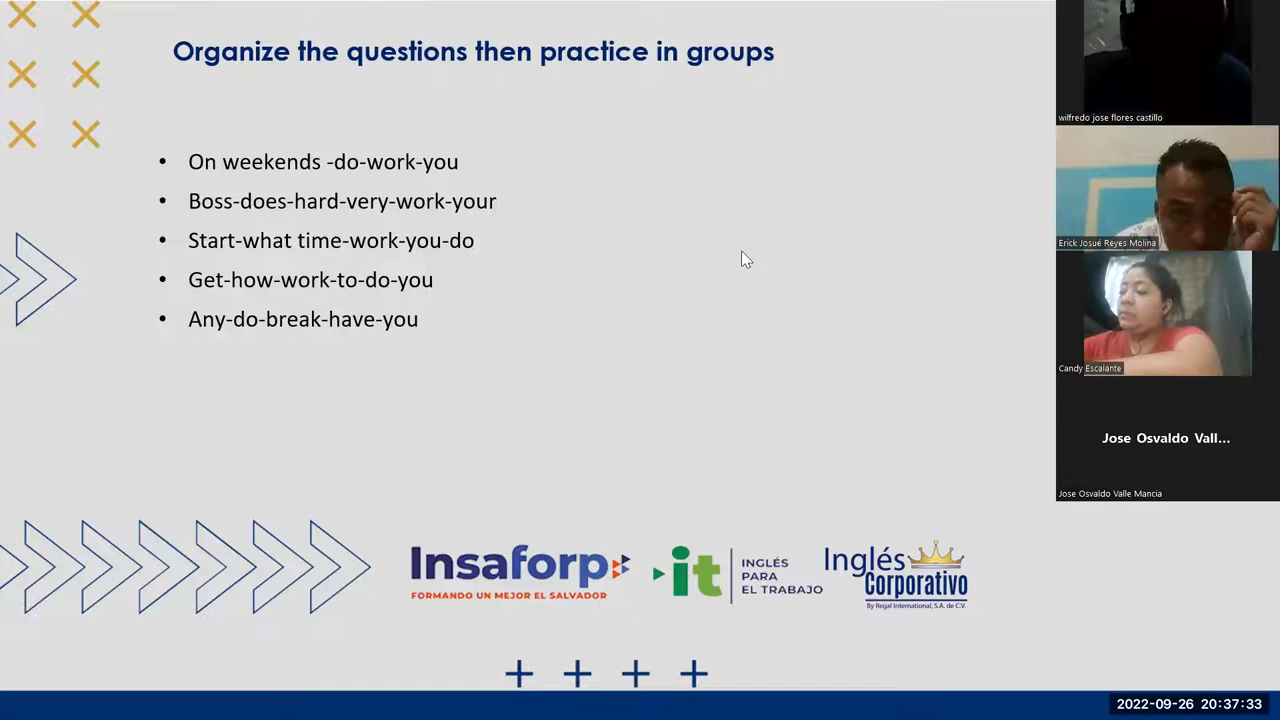 Organize the questions then practice in groups
• On weekends -do-work-you
• Boss-does-hard-very-work-your
• Start-what time-work-you-do
• Get-how-work-to-do-you
• Any-do-break-have-you
wilfredo jose flores castillo
Erick Josué Reyes Molina
Candy Escalante
Jose Osvaldo Vall...
Jose Osvaldo Valle Mancia
Insaforp
FORMANDO UN MEJOR EL SALVADOR
it
INGLÉS
PARA
EL TRABAJO
Inglés
Corporativo
By Regal International, S.A. de C.V.
2022-09-26 20:37:33